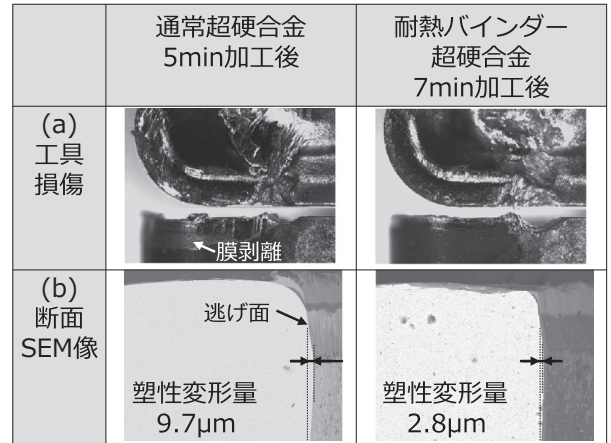 通常超硬合金
5min加工後
耐熱バインダー
超硬合金
7min加工後
(a)
工具
損傷
膜剥離
(b)
断面
SEM像
逃げ面
塑性変形量
9.7μm
塑性変形量
2.8μm